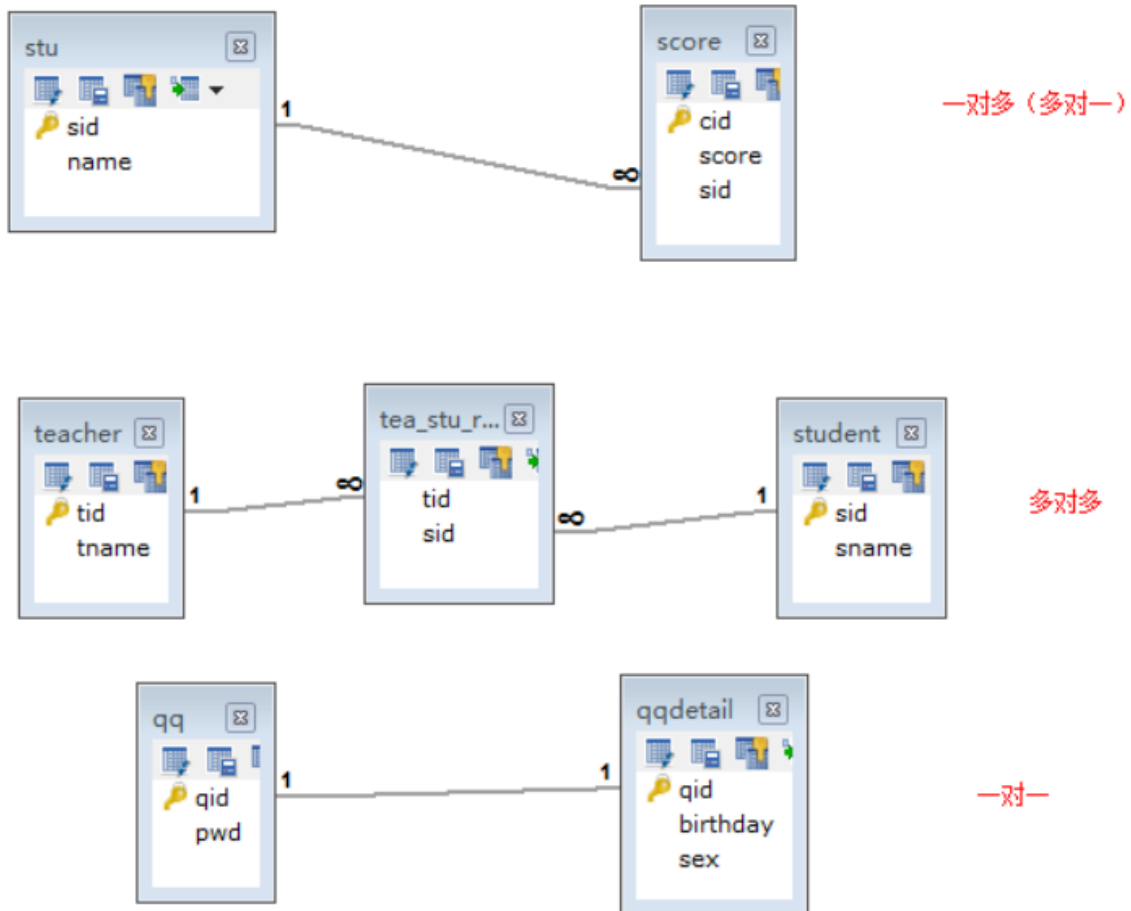 stu
sid
name
1
∞
score
cid
score
sid
一对多（多对一）
teacher
tid
tname
1
∞
tea_stu_r...
tid
sid
∞
1
student
sid
sname
多对多
qq
qid
pwd
1
1
qqdetail
qid
birthday
sex
一对一